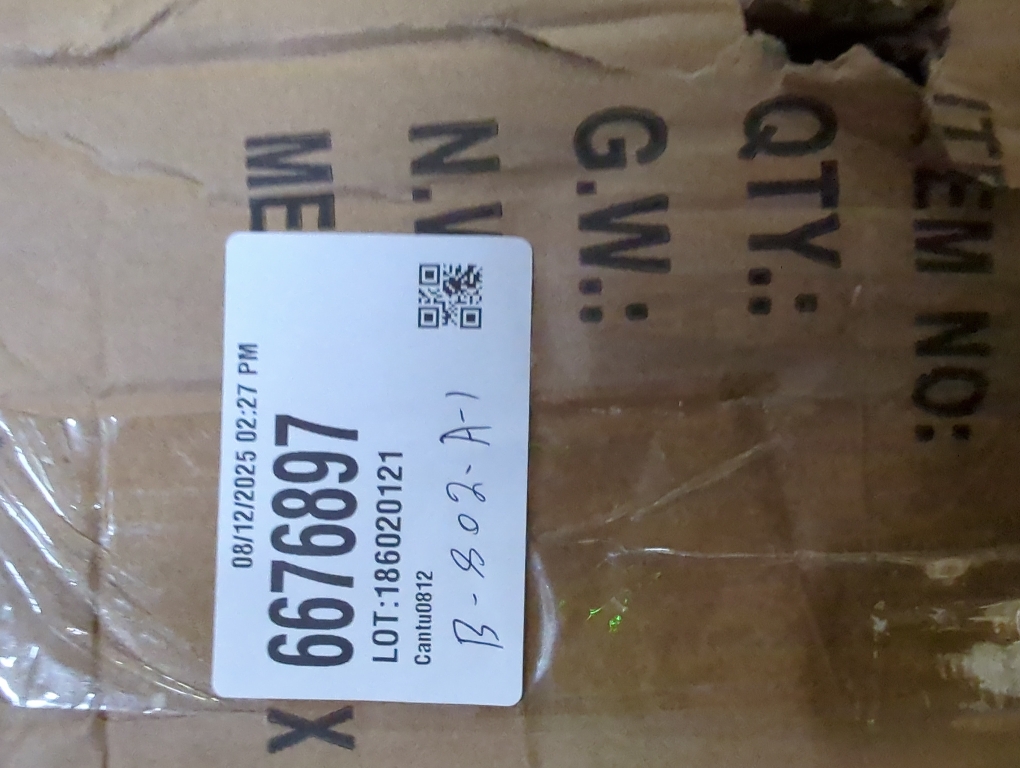 ITEM NO:
QTY.:
G.W.:
N.W
ME
X
08/12/2025 02:27 PM
6676897
LOT:186020121
Cantu0812
B-802-A-1